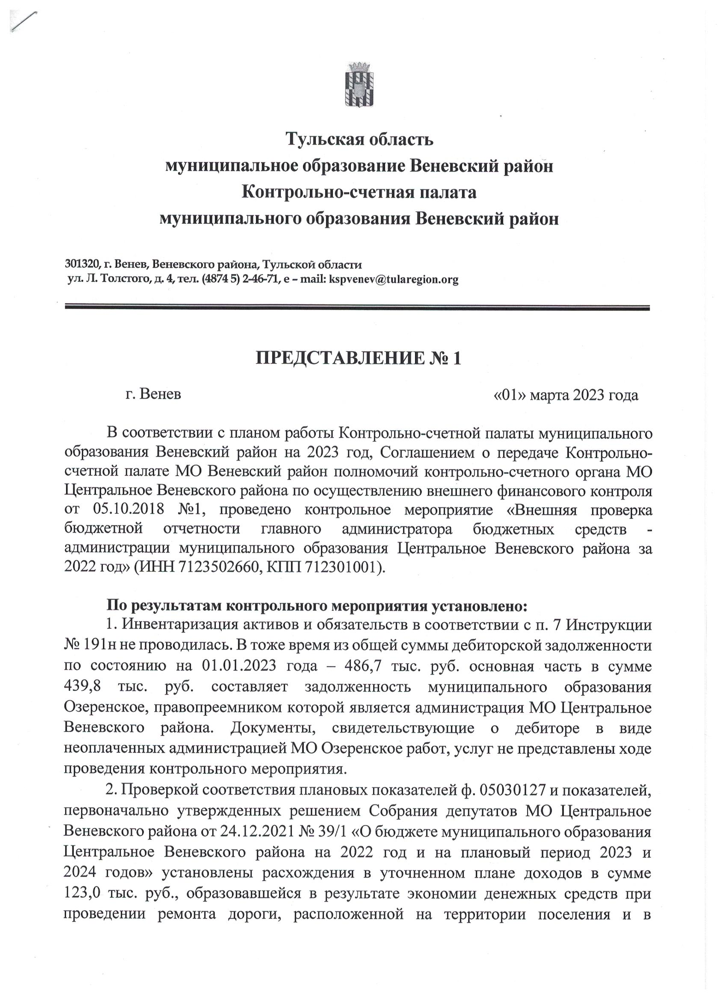 Тульская область
муниципальное образование Веневский район
Контрольно-счетная палата
муниципального образования Веневский район
301320, г. Венев, Веневского района, Тульской области
ул. Л. Толстого, д. 4, тел. (4874 5) 2-46-71, e – mail: kspvenev@tularegion.org
ПРЕДСТАВЛЕНИЕ № 1
г. Венев «01» марта 2023 года
В соответствии с планом работы Контрольно-счетной палаты муниципального
образования Веневский район на 2023 год, Соглашением о передаче Контрольно-
счетной палате МО Веневский район полномочий контрольно-счетного органа МО
Центральное Веневского района по осуществлению внешнего финансового контроля
от 05.10.2018 №1, проведено контрольное мероприятие «Внешняя проверка
бюджетной отчетности главного администратора бюджетных средств -
администрации муниципального образования Центральное Веневского района за
2022 год» (ИНН 7123502660, КПП 712301001).
По результатам контрольного мероприятия установлено:
1. Инвентаризация активов и обязательств в соответствии с п. 7 Инструкции
№ 191н не проводилась. В тоже время из общей суммы дебиторской задолженности
по состоянию на 01.01.2023 года – 486,7 тыс. руб. основная часть в сумме
439,8 тыс. руб. составляет задолженность муниципального образования
Озеренское, правопреемником которой является администрация МО Центральное
Веневского района. Документы, свидетельствующие о дебиторе в виде
неоплаченных администрацией МО Озеренское работ, услуг не представлены ходе
проведения контрольного мероприятия.
2. Проверкой соответствия плановых показателей ф. 05030127 и показателей,
первоначально утвержденных решением Собрания депутатов МО Центральное
Веневского района от 24.12.2021 № 39/1 «О бюджете муниципального образования
Центральное Веневского района на 2022 год и на плановый период 2023 и
2024 годов» установлены расхождения в уточненном плане доходов в сумме
123,0 тыс. руб., образовавшейся в результате экономии денежных средств при
проведении ремонта дороги, расположенной на территории поселения и в